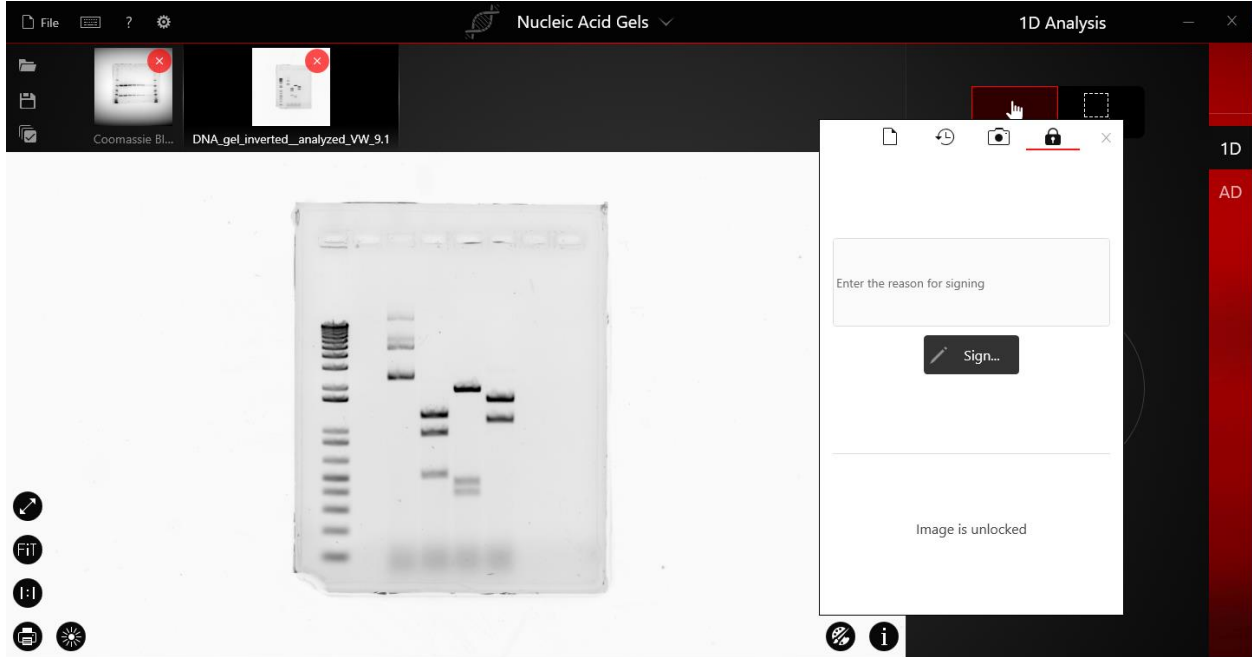 File
?
Nucleic Acid Gels
1D Analysis
Coomassie Bl...
DNA_gel_inverted__analyzed_VW_9.1
1D
AD
Enter the reason for signing
Sign...
Image is unlocked
FiT
1:1
i